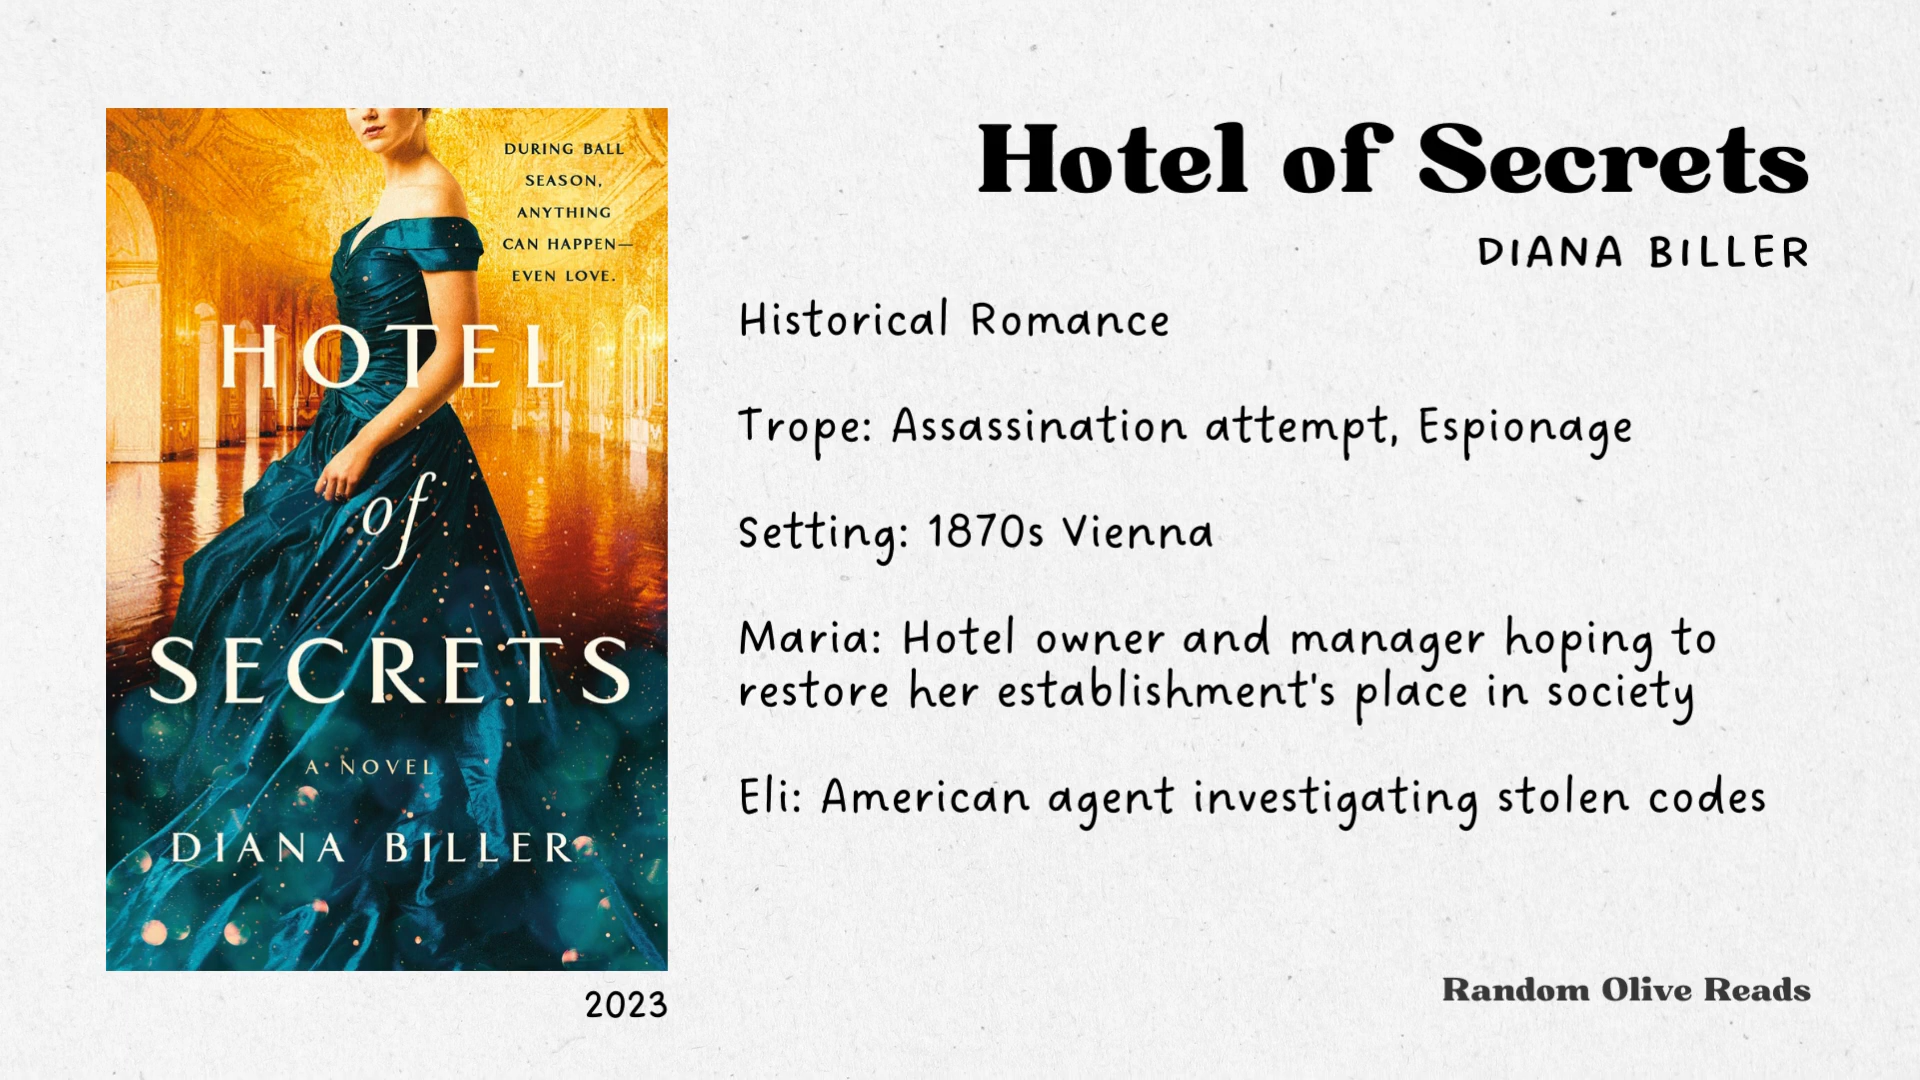 DURING BALL
SEASON,
ANYTHING
CAN HAPPEN—
EVEN LOVE.
HOTEL
of
SECRETS
A NOVEL
DIANA BILLER
2023
Hotel of Secrets
DIANA BILLER
Historical Romance
Trope: Assassination attempt, Espionage
Setting: 1870s Vienna
Maria: Hotel owner and manager hoping to
restore her establishment's place in society
Eli: American agent investigating stolen codes
Random Olive Reads